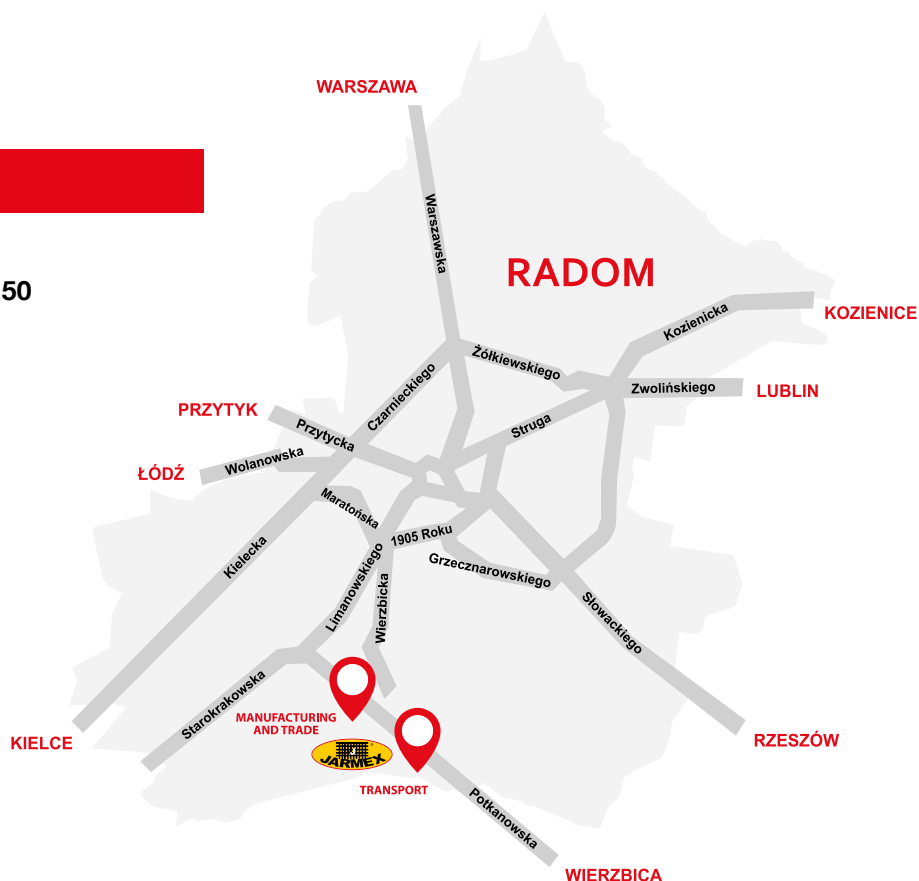 WARSZAWA
Warszawska
RADOM
50
KOZIENICE
Kozienicka
Żółkiewskiego
Czarnieckiego
Zwolińskiego
LUBLIN
PRZYTYK
Przytycka
Struga
ŁÓDŹ
Wolanowska
Maratońska
1905 Roku
Kielecka
Limanowskiego
Wierzbicka
Grzecznarowskiego
Słowackiego
Starokrakowska
MANUFACTURING
AND TRADE
KIELCE
RZESZÓW
JARMEX
®
TRANSPORT
Potkanowska
WIERZBICA